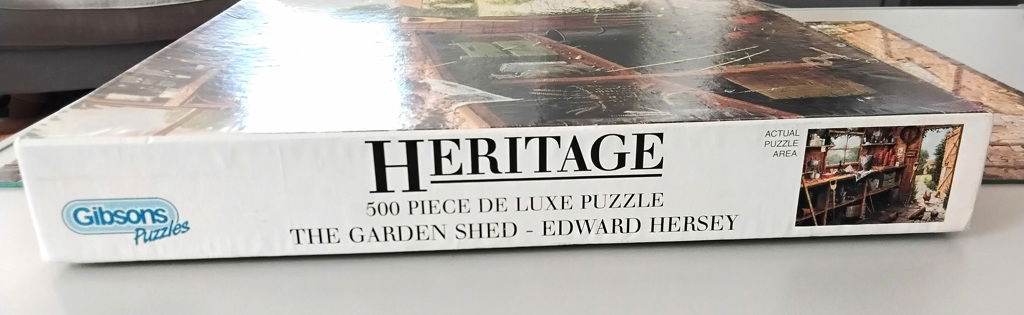 HERITAGE
500 PIECE DE LUXE PUZZLE
THE GARDEN SHED - EDWARD HERSEY
Gibsons
Puzzles
ACTUAL
PUZZLE
AREA